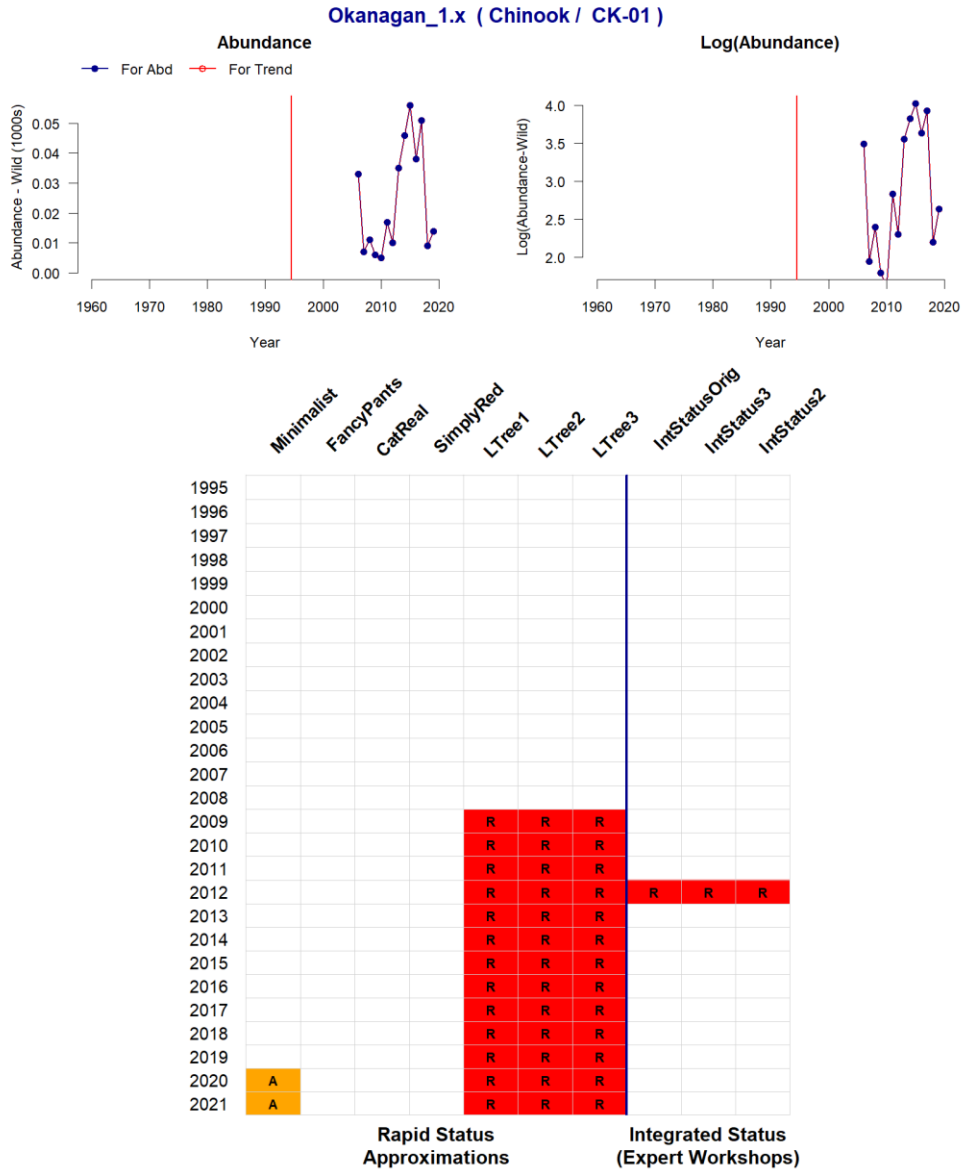 Okanagan_1.x ( Chinook / CK-01 )
Abundance
For Abd For Trend
Abundance - Wild (1000s)
0.05
0.04
0.03
0.02
0.01
0.00
1960 1970 1980 1990 2000 2010 2020
Year
Log(Abundance)
Log(Abundance-Wild)
4.0
3.5
3.0
2.5
2.0
1960 1970 1980 1990 2000 2010 2020
Year
Minimalist FancyPants CatReal SimplyRed LTree1 LTree2 LTree3 IntStatusOrig IntStatus3 IntStatus2
1995
1996
1997
1998
1999
2000
2001
2002
2003
2004
2005
2006
2007
2008
2009 R R R
2010 R R R
2011 R R R
2012 R R R R R R
2013 R R R
2014 R R R
2015 R R R
2016 R R R
2017 R R R
2018 R R R
2019 R R R
2020 A R R R
2021 A R R R
Rapid Status
Approximations
Integrated Status
(Expert Workshops)